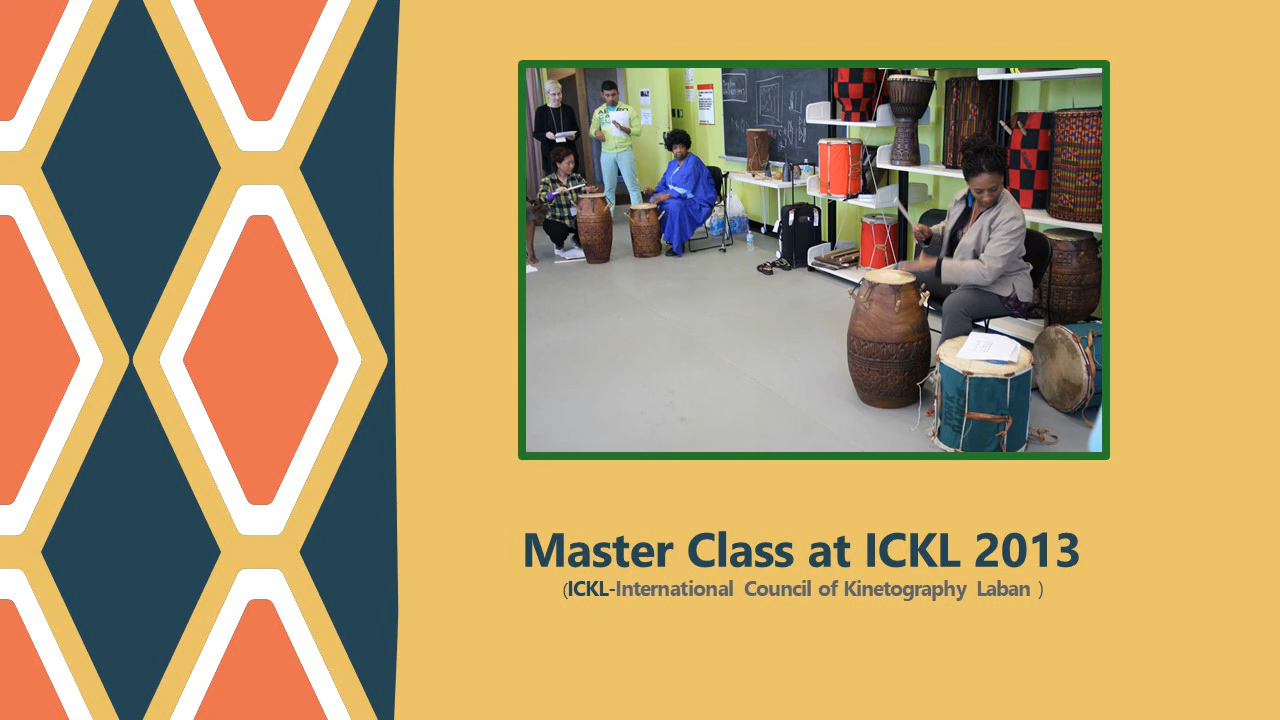 Master Class at ICKL 2013
(ICKL-International Council of Kinetography Laban )